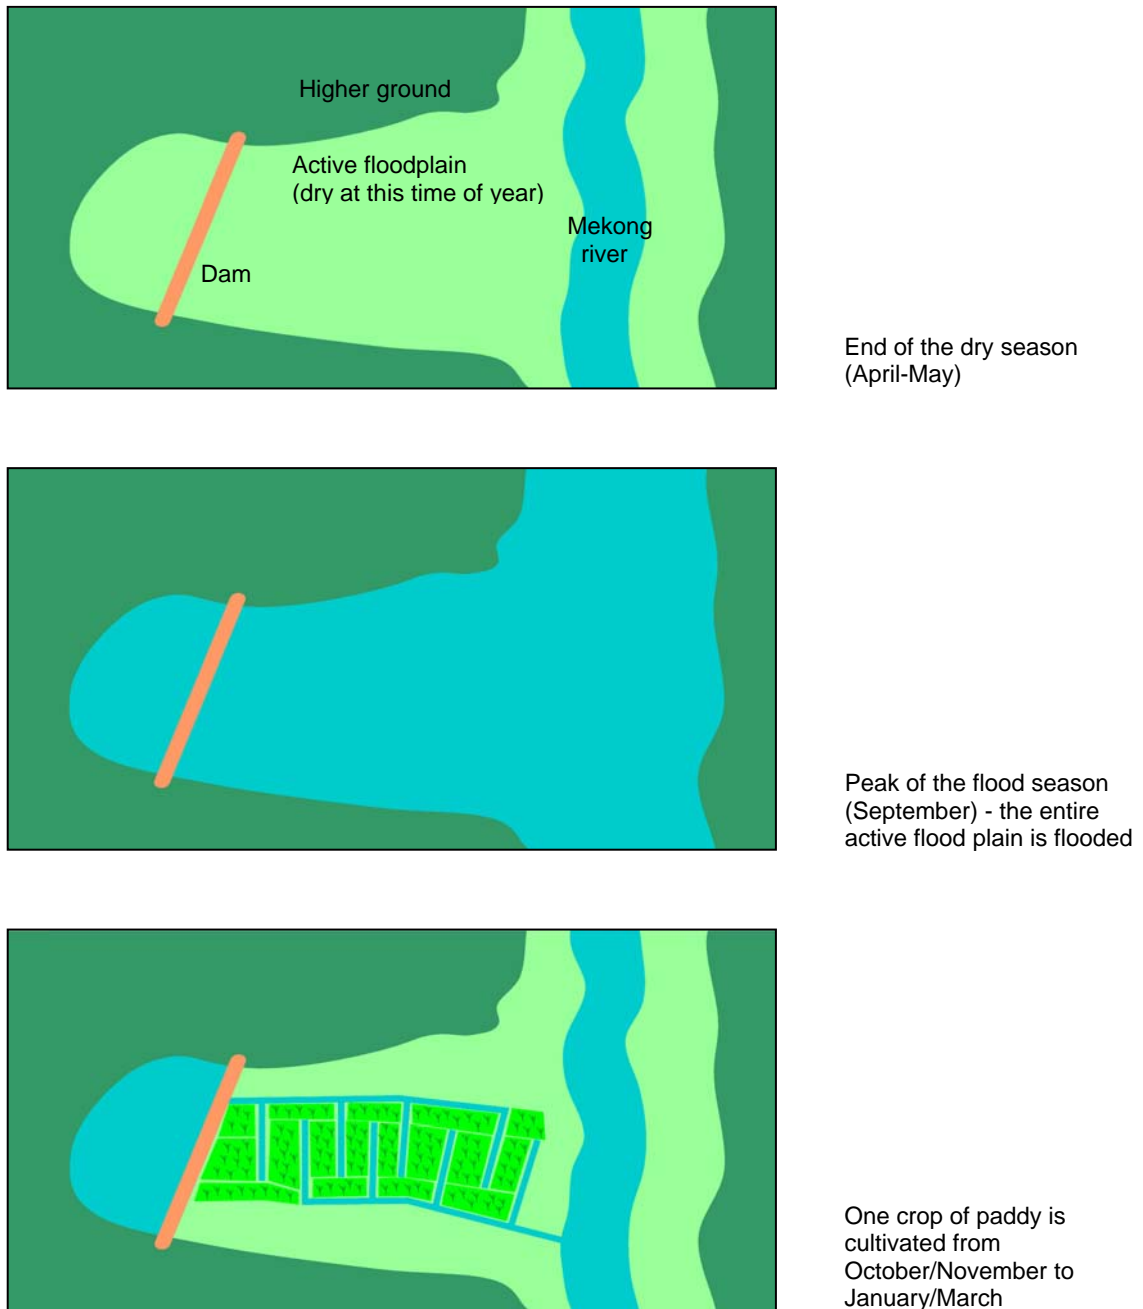 Higher ground
Active floodplain
(dry at this time of year)
Mekong
river
Dam
End of the dry season
(April-May)
Peak of the flood season
(September) - the entire
active flood plain is flooded
One crop of paddy is
cultivated from
October/November to
January/March